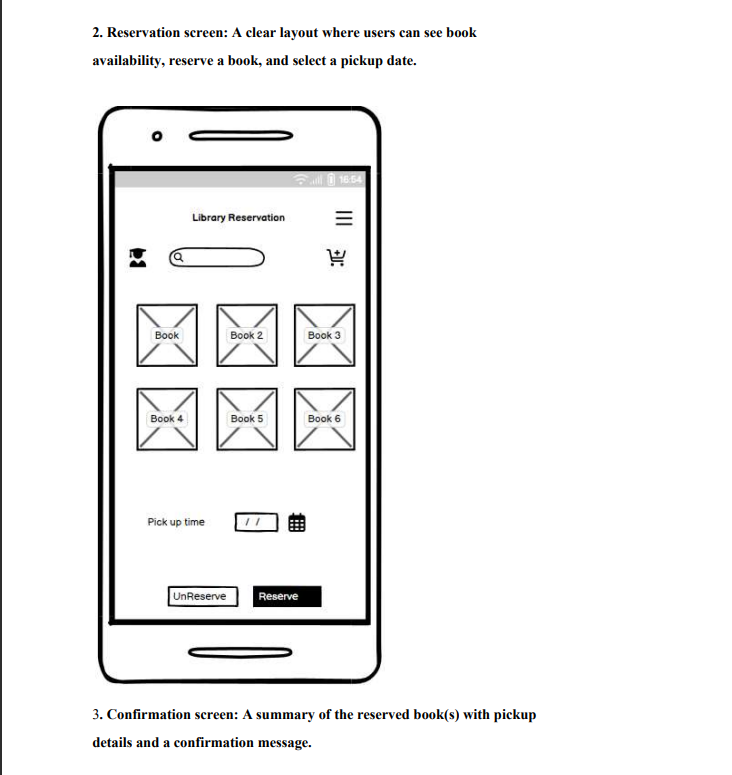 2. Reservation screen: A clear layout where users can see book
availability, reserve a book, and select a pickup date.
16:54
Library Reservation
Book
Book 2
Book 3
Book 4
Book 5
Book 6
Pick up time
/ /
UnReserve
Reserve
3. Confirmation screen: A summary of the reserved book(s) with pickup
details and a confirmation message.